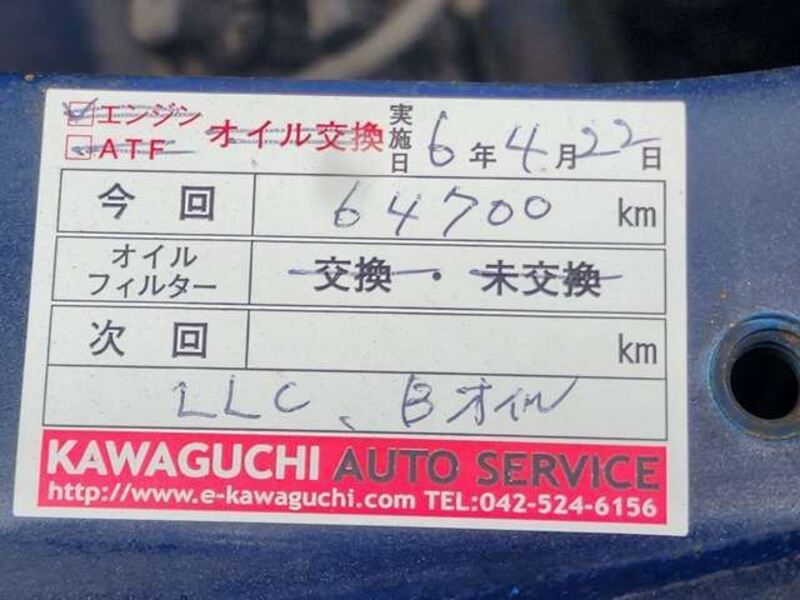 エンジン オイル交換 実施日 6年4月22日
ATF
今回 64700 km
オイルフィルター 交換・未交換
次回 km
LLC、Bオイル
KAWAGUCHI AUTO SERVICE
http://www.e-kawaguchi.com TEL:042-524-6156